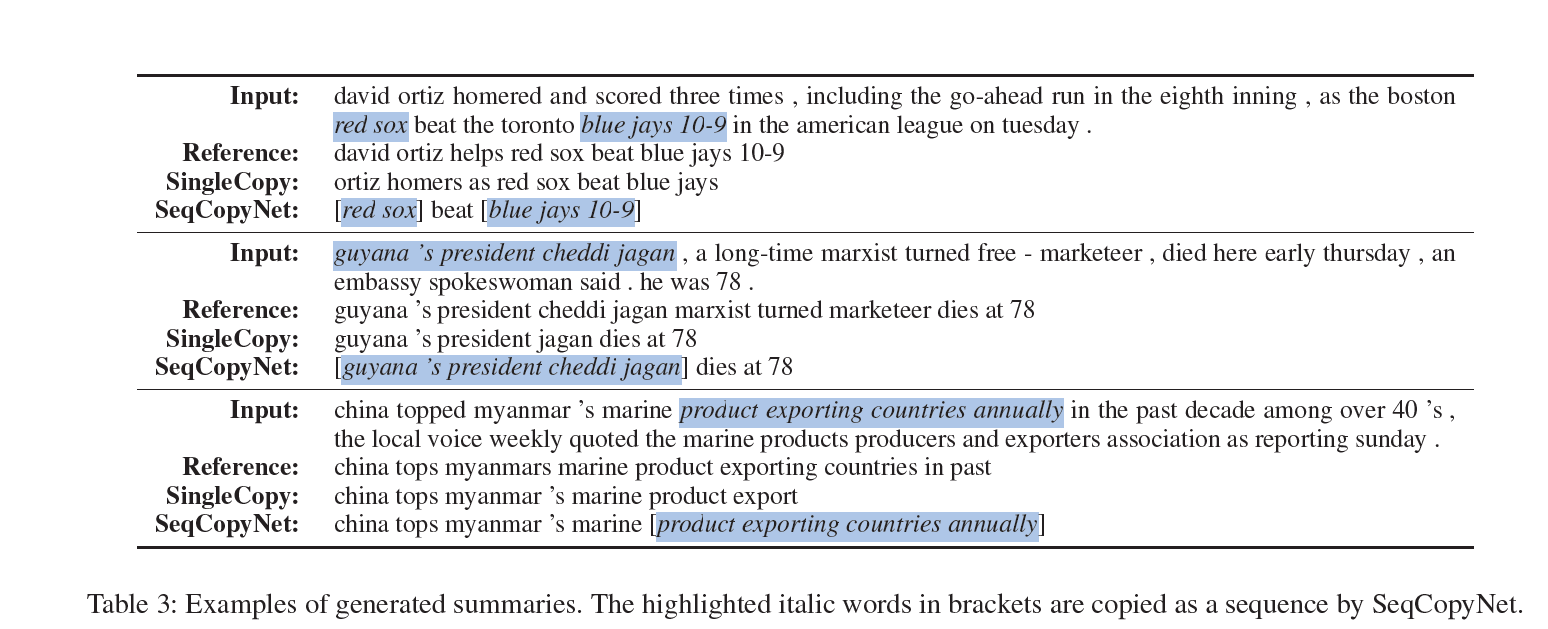 Input: david ortiz homered and scored three times , including the go-ahead run in the eighth inning , as the boston
red sox beat the toronto blue jays 10-9 in the american league on tuesday .
Reference: david ortiz helps red sox beat blue jays 10-9
SingleCopy: ortiz homers as red sox beat blue jays
SeqCopyNet: [red sox] beat [blue jays 10-9]
Input: guyana ’s president cheddi jagan , a long-time marxist turned free - marketeer , died here early thursday , an
embassy spokeswoman said . he was 78 .
Reference: guyana ’s president cheddi jagan marxist turned marketeer dies at 78
SingleCopy: guyana ’s president jagan dies at 78
SeqCopyNet: [guyana ’s president cheddi jagan] dies at 78
Input: china topped myanmar ’s marine product exporting countries annually in the past decade among over 40 ’s ,
the local voice weekly quoted the marine products producers and exporters association as reporting sunday .
Reference: china tops myanmars marine product exporting countries in past
SingleCopy: china tops myanmar ’s marine product export
SeqCopyNet: china tops myanmar ’s marine [product exporting countries annually]
Table 3: Examples of generated summaries. The highlighted italic words in brackets are copied as a sequence by SeqCopyNet.